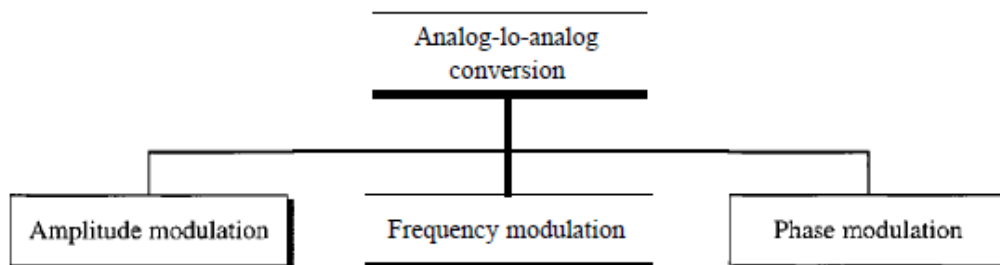 Analog-lo-analog
conversion
Amplitude modulation
Frequency modulation
Phase modulation